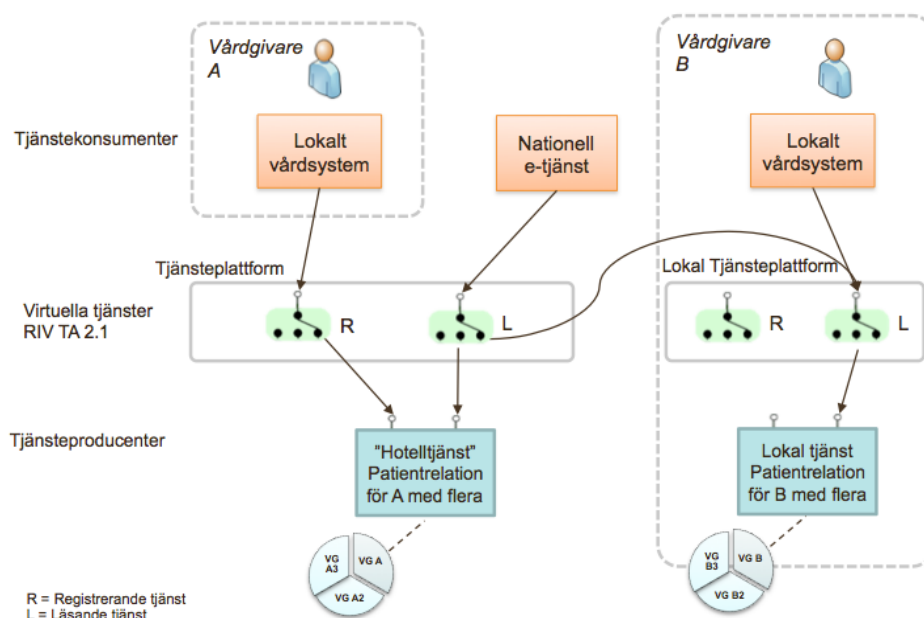 Vårdgivare
A
Vårdgivare
B
Tjänstekonsumenter
Lokalt
vårdsystem
Nationell
e-tjänst
Lokalt
vårdsystem
Tjänsteplattform
Lokal Tjänsteplattform
Virtuella tjänster
RIV TA 2.1
R
L
R
L
Tjänsteproducenter
"Hotelltjänst"
Patientrelation
för A med flera
Lokal tjänst
Patientrelation
för B med flera
VG
A3
VG A
VG A2
VG
B3
VG B
VG B2
R = Registrerande tjänst
L = Läsande tjänst